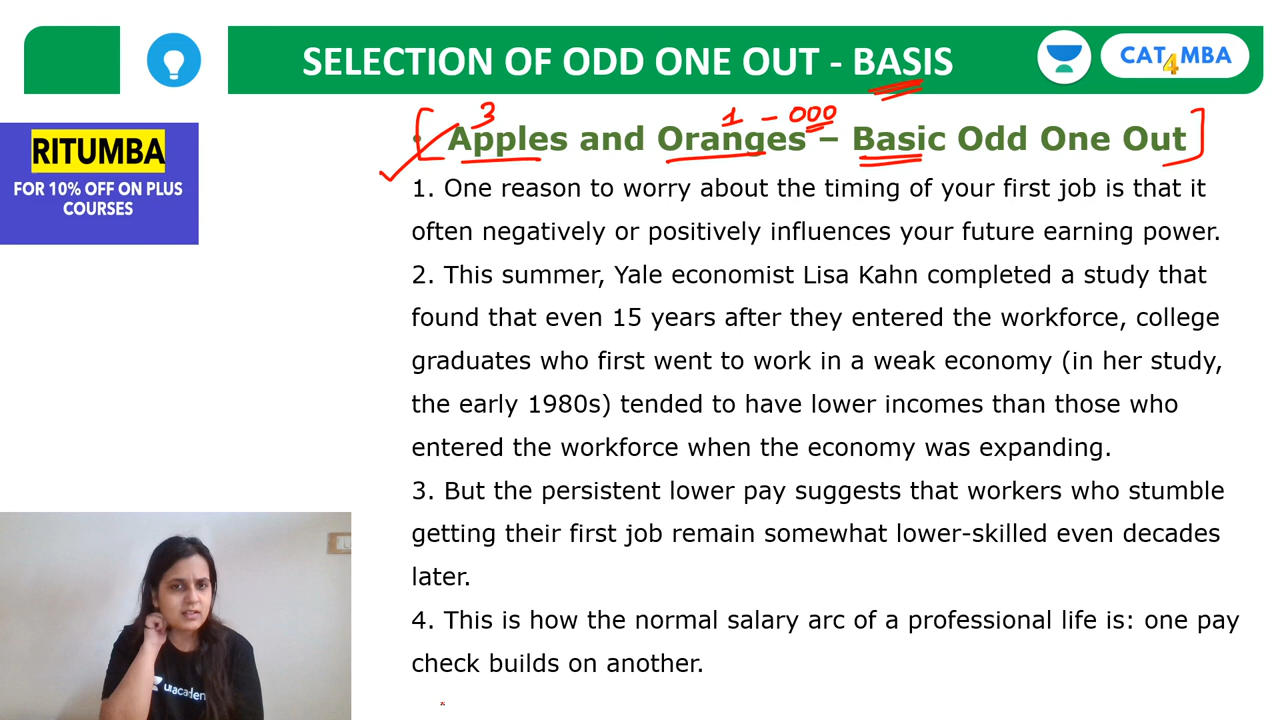 SELECTION OF ODD ONE OUT - BASIS
CAT4MBA
3
1 - 000
• Apples and Oranges – Basic Odd One Out
RITUMBA
FOR 10% OFF ON PLUS
COURSES
1. One reason to worry about the timing of your first job is that it
often negatively or positively influences your future earning power.
2. This summer, Yale economist Lisa Kahn completed a study that
found that even 15 years after they entered the workforce, college
graduates who first went to work in a weak economy (in her study,
the early 1980s) tended to have lower incomes than those who
entered the workforce when the economy was expanding.
3. But the persistent lower pay suggests that workers who stumble
getting their first job remain somewhat lower-skilled even decades
later.
4. This is how the normal salary arc of a professional life is: one pay
check builds on another.